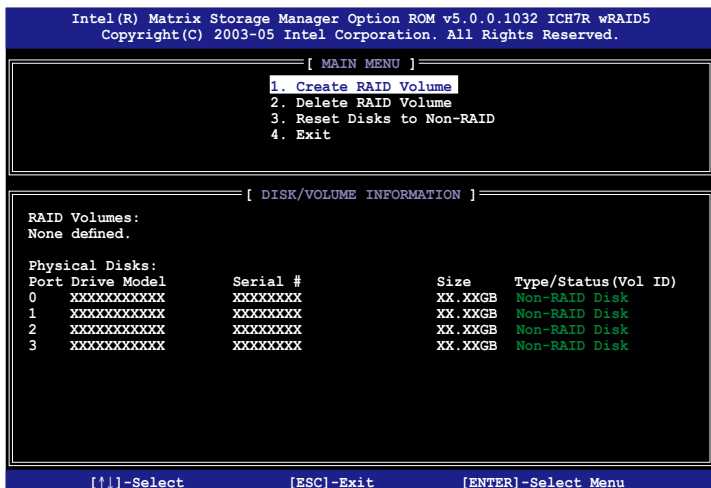 Intel(R) Matrix Storage Manager Option ROM v5.0.0.1032 ICH7R wRAID5
Copyright(C) 2003-05 Intel Corporation. All Rights Reserved.
[ MAIN MENU ]
1. Create RAID Volume
2. Delete RAID Volume
3. Reset Disks to Non-RAID
4. Exit
[ DISK/VOLUME INFORMATION ]
RAID Volumes:
None defined.
Physical Disks:
Port Drive Model Serial # Size Type/Status(Vol ID)
0 XXXXXXXXXXX XXXXXXXX XX.XXGB Non-RAID Disk
1 XXXXXXXXXXX XXXXXXXX XX.XXGB Non-RAID Disk
2 XXXXXXXXXXX XXXXXXXX XX.XXGB Non-RAID Disk
3 XXXXXXXXXXX XXXXXXXX XX.XXGB Non-RAID Disk
[↑↓]-Select [ESC]-Exit [ENTER]-Select Menu